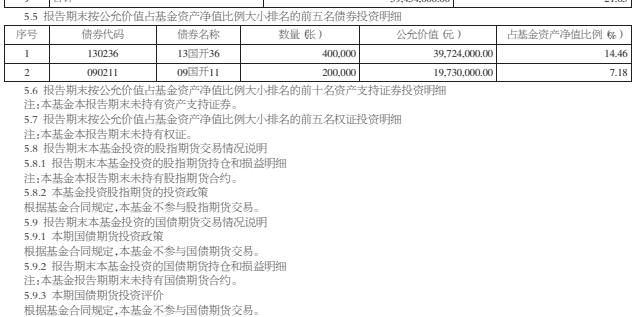 5.5 报告期末按公允价值占基金资产净值比例大小排名的前五名债券投资明细
序号 债券代码 债券名称 数量(张) 公允价值(元) 占基金资产净值比例(%)
1 130236 13国开36 400,000 39,724,000.00 14.46
2 090211 09国开11 200,000 19,730,000.00 7.18
5.6 报告期末按公允价值占基金资产净值比例大小排名的前十名资产支持证券投资明细
注:本基金本报告期末未持有资产支持证券。
5.7 报告期末按公允价值占基金资产净值比例大小排名的前五名权证投资明细
注:本基金本报告期末未持有权证。
5.8 报告期末本基金投资的股指期货交易情况说明
5.8.1 报告期末本基金投资的股指期货持仓和损益明细
注:本基金本报告期末未持有股指期货合约。
5.8.2 本基金投资股指期货的投资政策
根据基金合同规定,本基金不参与股指期货交易。
5.9 报告期末本基金投资的国债期货交易情况说明
5.9.1 本期国债期货投资政策
根据基金合同规定,本基金不参与国债期货交易。
5.9.2 报告期末本基金投资的国债期货持仓和损益明细
注:本基金报告期期末未持有国债期货合约。
5.9.3 本期国债期货投资评价
根据基金合同规定,本基金不参与国债期货交易。